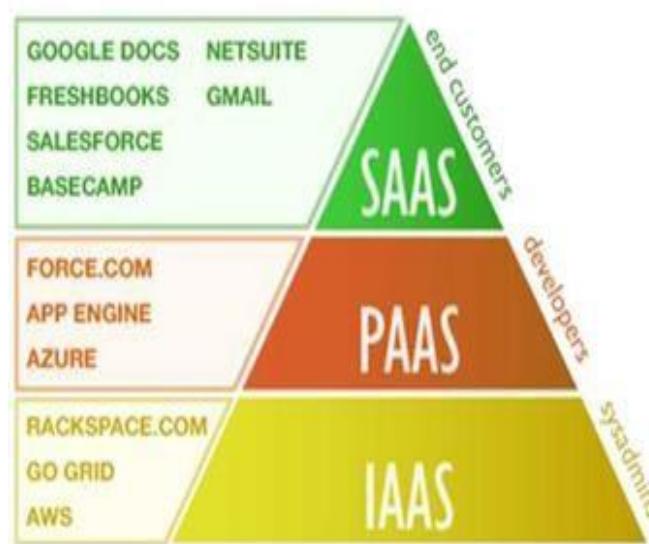 GOOGLE DOCS NETSUITE
FRESHBOOKS GMAIL
SALESFORCE
BASECAMP
SAAS
end customers
FORCE.COM
APP ENGINE
AZURE
PAAS
developers
RACKSPACE.COM
GO GRID
AWS
IAAS
sysadmins